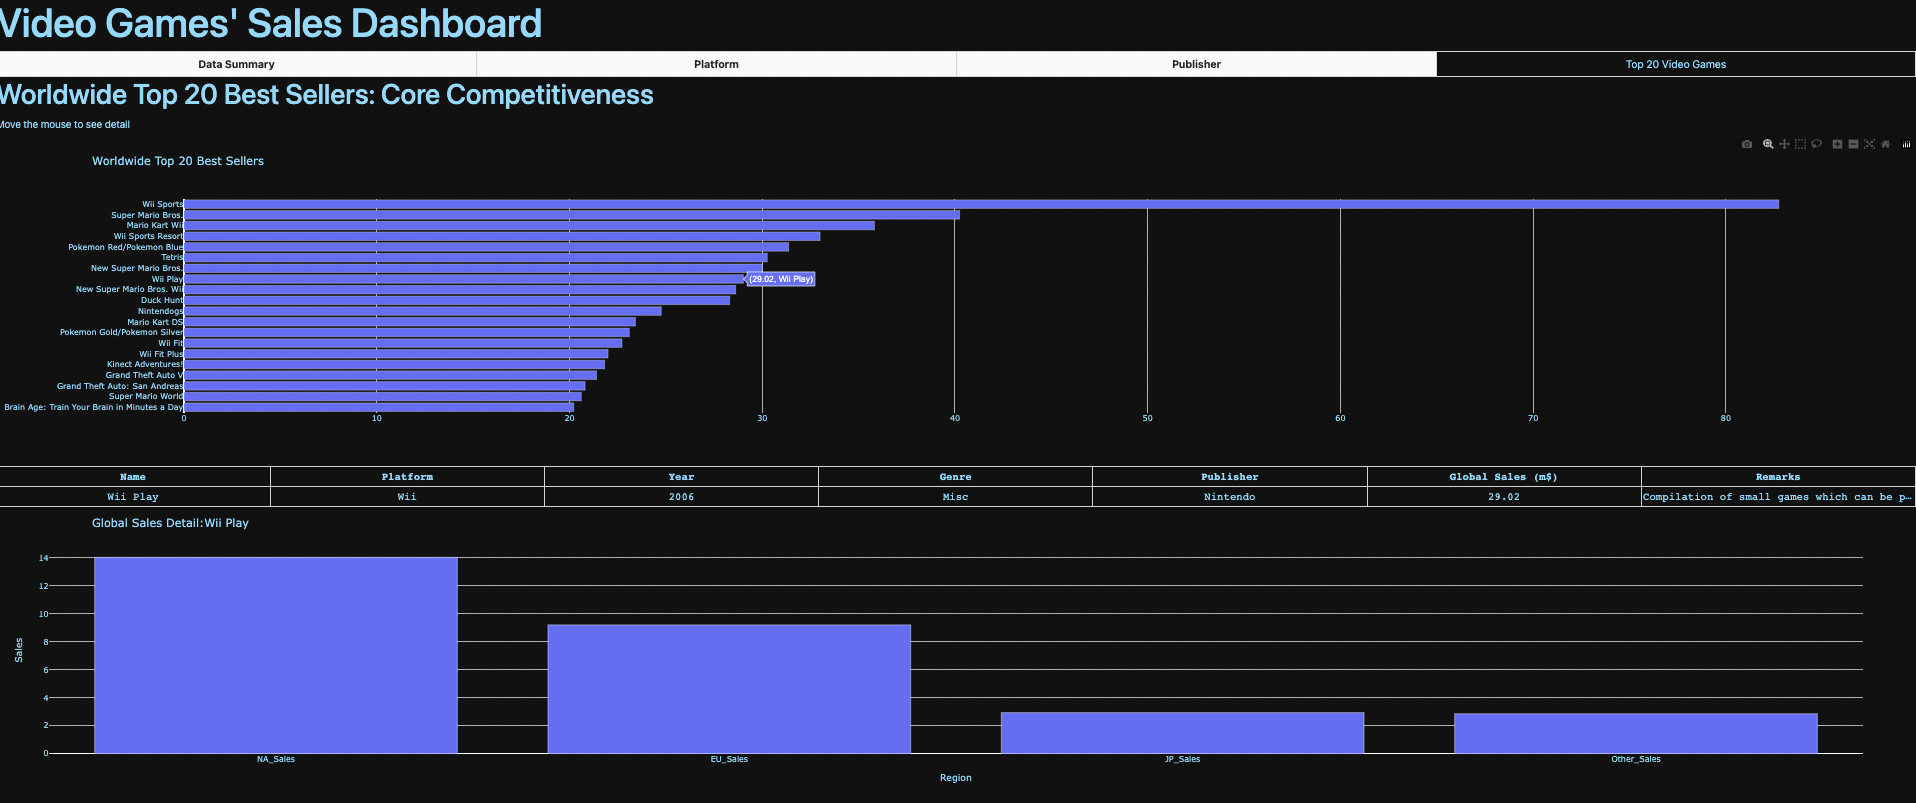 Video Games' Sales Dashboard
Data Summary Platform Publisher Top 20 Video Games
Worldwide Top 20 Best Sellers: Core Competitiveness
Move the mouse to see detail
Worldwide Top 20 Best Sellers
Wii Sports
Super Mario Bros.
Mario Kart Wii
Wii Sports Resort
Pokemon Red/Pokemon Blue
Tetris
New Super Mario Bros.
Wii Play (29.02, Wii Play)
New Super Mario Bros. Wii
Duck Hunt
Nintendogs
Mario Kart DS
Pokemon Gold/Pokemon Silver
Wii Fit
Wii Fit Plus
Kinect Adventures!
Grand Theft Auto V
Grand Theft Auto: San Andreas
Super Mario World
Brain Age: Train Your Brain in Minutes a Day
0 10 20 30 40 50 60 70 80
Name Platform Year Genre Publisher Global Sales (m$) Remarks
Wii Play Wii 2006 Misc Nintendo 29.02 Compilation of small games which can be p…
Global Sales Detail:Wii Play
14
12
10
8
6
4
2
0
Sales
NA_Sales EU_Sales JP_Sales Other_Sales
Region